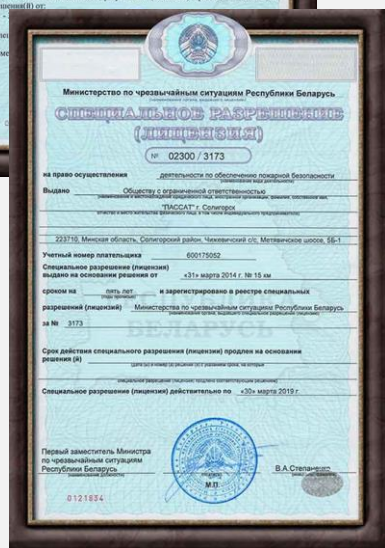 шения(й) от:
Министерство по чрезвычайным ситуациям Республики Беларусь
СПЕЦИАЛЬНОЕ РАЗРЕШЕНИЕ
(ЛИЦЕНЗИЯ)
№ 02300 / 3173
на право осуществления деятельности по обеспечению пожарной безопасности
Выдано Обществу с ограниченной ответственностью
"ПАССАТ" г. Солигорск
223710, Минская область, Солигорский район, Чижевичский с/с, Метявичское шоссе, 5Б-1
Учетный номер плательщика 600175052
Специальное разрешение (лицензия)
выдано на основании решения от «31» марта 2014 г. № 15 км
сроком на пять лет и зарегистрировано в реестре специальных
разрешений (лицензий) Министерства по чрезвычайным ситуациям Республики Беларусь
за № 3173
БЕЛАРУСЬ
Срок действия специального разрешения (лицензии) продлен на основании
решения (й)
Специальное разрешение (лицензия) действительно по «30» марта 2019 г.
Первый заместитель Министра
по чрезвычайным ситуациям
Республики Беларусь В.А.Степаненко
М.П.
0121834